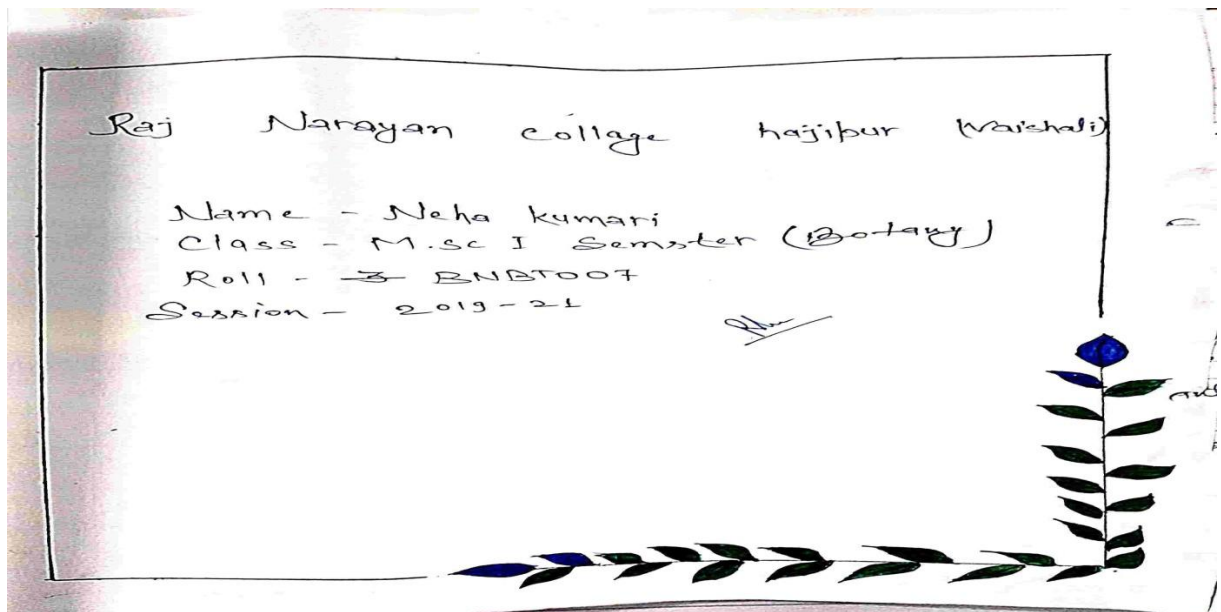 Raj Narayan collage hajipur (Vaishali)
Name - Neha kumari
Class - M.sc I Semster (Botany)
Roll - BNBT007
Session - 2019-21